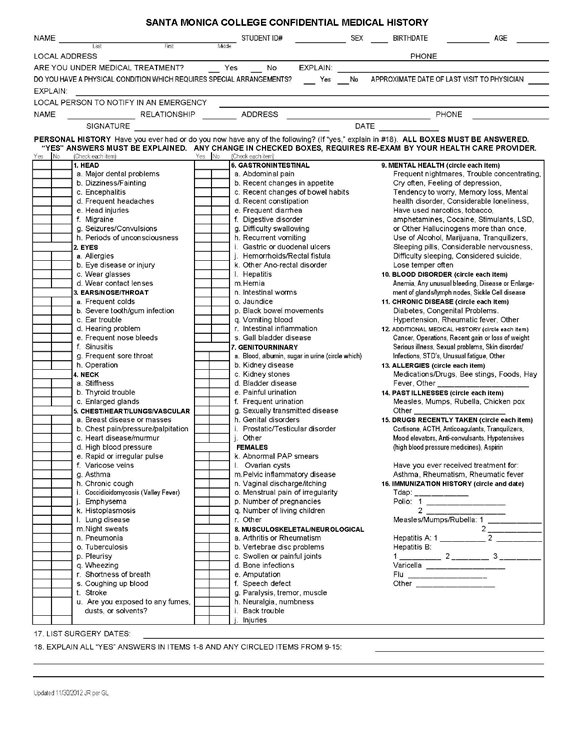 SANTA MONICA COLLEGE CONFIDENTIAL MEDICAL HISTORY
NAME STUDENT ID# SEX BIRTHDATE AGE
Last First Middle
LOCAL ADDRESS PHONE
ARE YOU UNDER MEDICAL TREATMENT? Yes No EXPLAIN:
DO YOU HAVE A PHYSICAL CONDITION WHICH REQUIRES SPECIAL ARRANGEMENTS? Yes No APPROXIMATE DATE OF LAST VISIT TO PHYSICIAN
EXPLAIN:
LOCAL PERSON TO NOTIFY IN AN EMERGENCY
NAME RELATIONSHIP ADDRESS PHONE
SIGNATURE DATE
PERSONAL HISTORY Have you ever had or do you now have any of the following? (If "yes," explain in #18). ALL BOXES MUST BE ANSWERED.
"YES" ANSWERS MUST BE EXPLAINED. ANY CHANGE IN CHECKED BOXES, REQUIRES RE-EXAM BY YOUR HEALTH CARE PROVIDER.
Yes No (Check each item)
1. HEAD
a. Major dental problems
b. Dizziness/Fainting
c. Encephalitis
d. Frequent headaches
e. Head injuries
f. Migraine
g. Seizures/Convulsions
h. Periods of unconsciousness
2. EYES
a. Allergies
b. Eye disease or injury
c. Wear glasses
d. Wear contact lenses
3. EARS/NOSE/THROAT
a. Frequent colds
b. Severe tooth/gum infection
c. Ear trouble
d. Hearing problem
e. Frequent nose bleeds
f. Sinusitis
g. Frequent sore throat
h. Operation
4. NECK
a. Stiffness
b. Thyroid trouble
c. Enlarged glands
5. CHEST/HEART/LUNGS/VASCULAR
a. Breast disease or masses
b. Chest pain/pressure/palpitation
c. Heart disease/murmur
d. High blood pressure
e. Rapid or irregular pulse
f. Varicose veins
g. Asthma
h. Chronic cough
i. Coccidioidomycosis (Valley Fever)
j. Emphysema
k. Histoplasmosis
l. Lung disease
m. Night sweats
n. Pneumonia
o. Tuberculosis
p. Pleurisy
q. Wheezing
r. Shortness of breath
s. Coughing up blood
t. Stroke
u. Are you exposed to any fumes,
dusts, or solvents?
Yes No (Check each item)
6. GASTROINTESTINAL
a. Abdominal pain
b. Recent changes in appetite
c. Recent changes of bowel habits
d. Recent constipation
e. Frequent diarrhea
f. Digestive disorder
g. Difficulty swallowing
h. Recurrent vomiting
i. Gastric or duodenal ulcers
j. Hemorrhoids/Rectal fistula
k. Other Ano-rectal disorder
l. Hepatitis
m.Hernia
n. Intestinal worms
o. Jaundice
p. Black bowel movements
q. Vomiting blood
r. Intestinal inflammation
s. Gall bladder disease
7. GENITOURNINARY
a. Blood, albumin, sugar in urine (circle which)
b. Kidney disease
c. Kidney stones
d. Bladder disease
e. Painful urination
f. Frequent urination
g. Sexually transmitted disease
h. Genital disorders
i. Prostatic/Testicular disorder
j. Other
FEMALES
k. Abnormal PAP smears
l. Ovarian cysts
m.Pelvic inflammatory disease
n. Vaginal discharge/itching
o. Menstrual pain of irregularity
p. Number of pregnancies
q. Number of living children
r. Other
8. MUSCULOSKELETAL/NEUROLOGICAL
a. Arthritis or Rheumatism
b. Vertebrae disc problems
c. Swollen or painful joints
d. Bone infections
e. Amputation
f. Speech defect
g. Paralysis, tremor, muscle
h. Neuralgia, numbness
i. Back trouble
j. Injuries
9. MENTAL HEALTH (circle each item)
Frequent nightmares, Trouble concentrating,
Cry often, Feeling of depression,
Tendency to worry, Memory loss, Mental
health disorder, Considerable loneliness,
Have used narcotics, tobacco,
amphetamines, Cocaine, Stimulants, LSD,
or Other Hallucinogens more than once,
Use of Alcohol, Marijuana, Tranquilizers,
Sleeping pills, Considerable nervousness,
Difficulty sleeping, Considered suicide,
Lose temper often
10. BLOOD DISORDER (circle each item)
Anemia, Any unusual bleeding, Disease or Enlarge-
ment of glands/lymph nodes, Sickle Cell disease
11. CHRONIC DISEASE (circle each item)
Diabetes, Congenital Problems.
Hypertension, Rheumatic fever, Other
12. ADDITIONAL MEDICAL HISTORY (circle each item)
Cancer, Operations, Recent gain or loss of weight
Serious illness, Sexual problems, Skin disorder/
Infections, STD's, Unusual fatigue, Other
13. ALLERGIES (circle each item)
Medications/Drugs, Bee stings, Foods, Hay
Fever, Other
14. PAST ILLNESSES (circle each item)
Measles, Mumps, Rubella, Chicken pox
Other
15. DRUGS RECENTLY TAKEN (circle each item)
Cortisone, ACTH, Anticoagulants, Tranquilizers,
Mood elevators, Anti-convulsants, Hypotensives
(high blood pressure medicines), Aspirin
Have you ever received treatment for:
Asthma, Rheumatism, Rheumatic fever
16. IMMUNIZATION HISTORY (circle and date)
Tdap:
Polio: 1
2
Measles/Mumps/Rubella: 1
2
Hepatitis A: 1 2
Hepatitis B:
1 2 3
Varicella
Flu
Other
17. LIST SURGERY DATES:
18. EXPLAIN ALL "YES" ANSWERS IN ITEMS 1-8 AND ANY CIRCLED ITEMS FROM 9-15:
Updated 11/30/2012 JR per GL